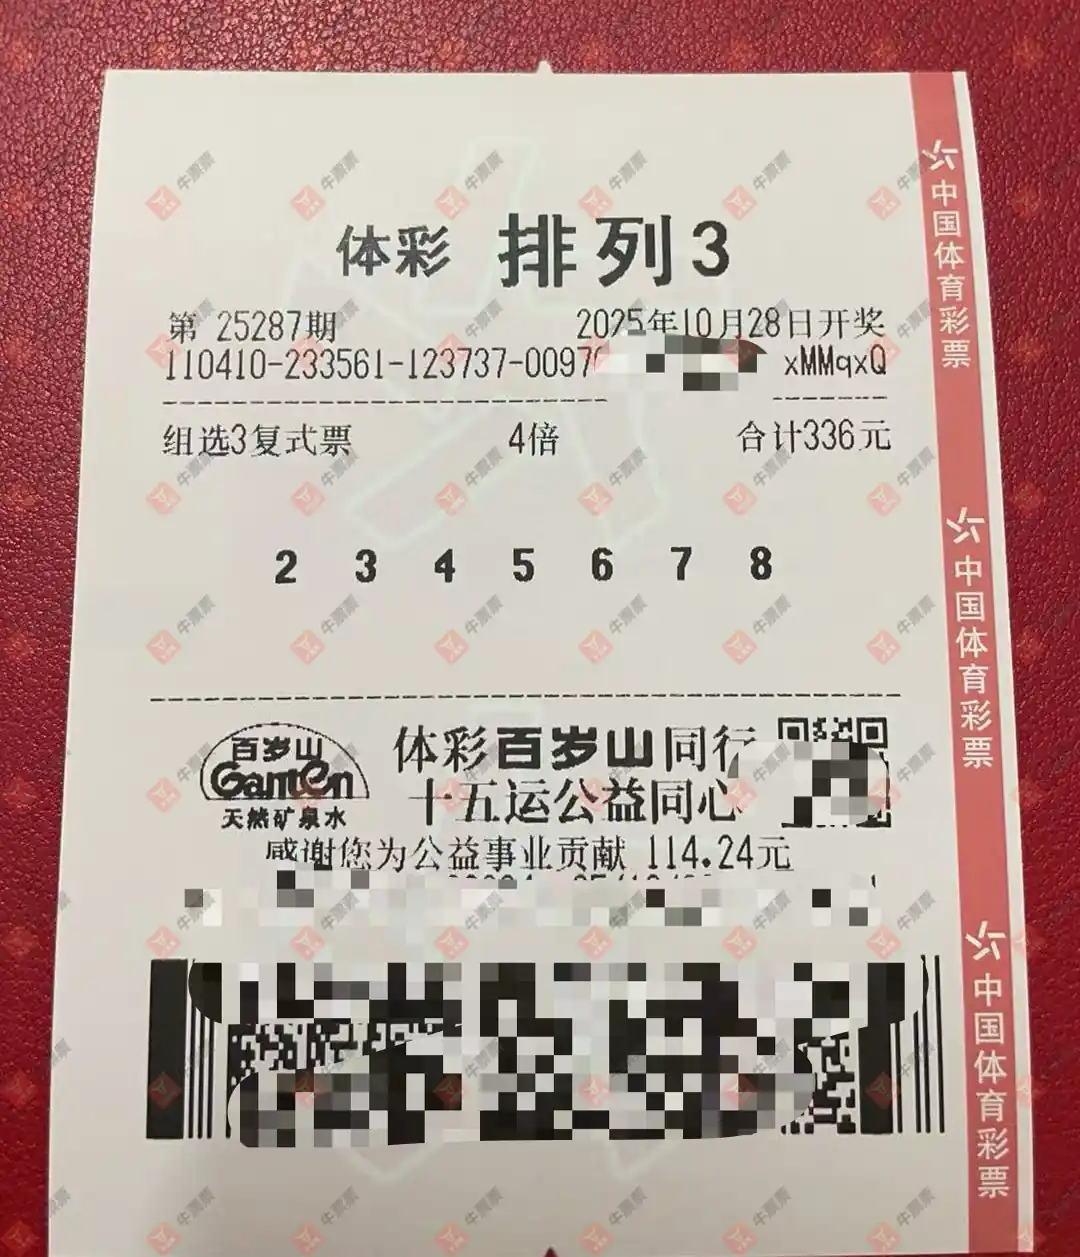 体彩 排列3
第 25287期 2025年10月28日开奖
110410-233561-123737-0097 xMMqxQ
组选3复式票 4倍 合计336元
2 3 4 5 6 7 8
百岁山
Ganten
天然矿泉水
体彩百岁山同行
十五运公益同心
感谢您为公益事业贡献 114.24元
中国体育彩票
中国体育彩票
中国体育彩票
牛票票